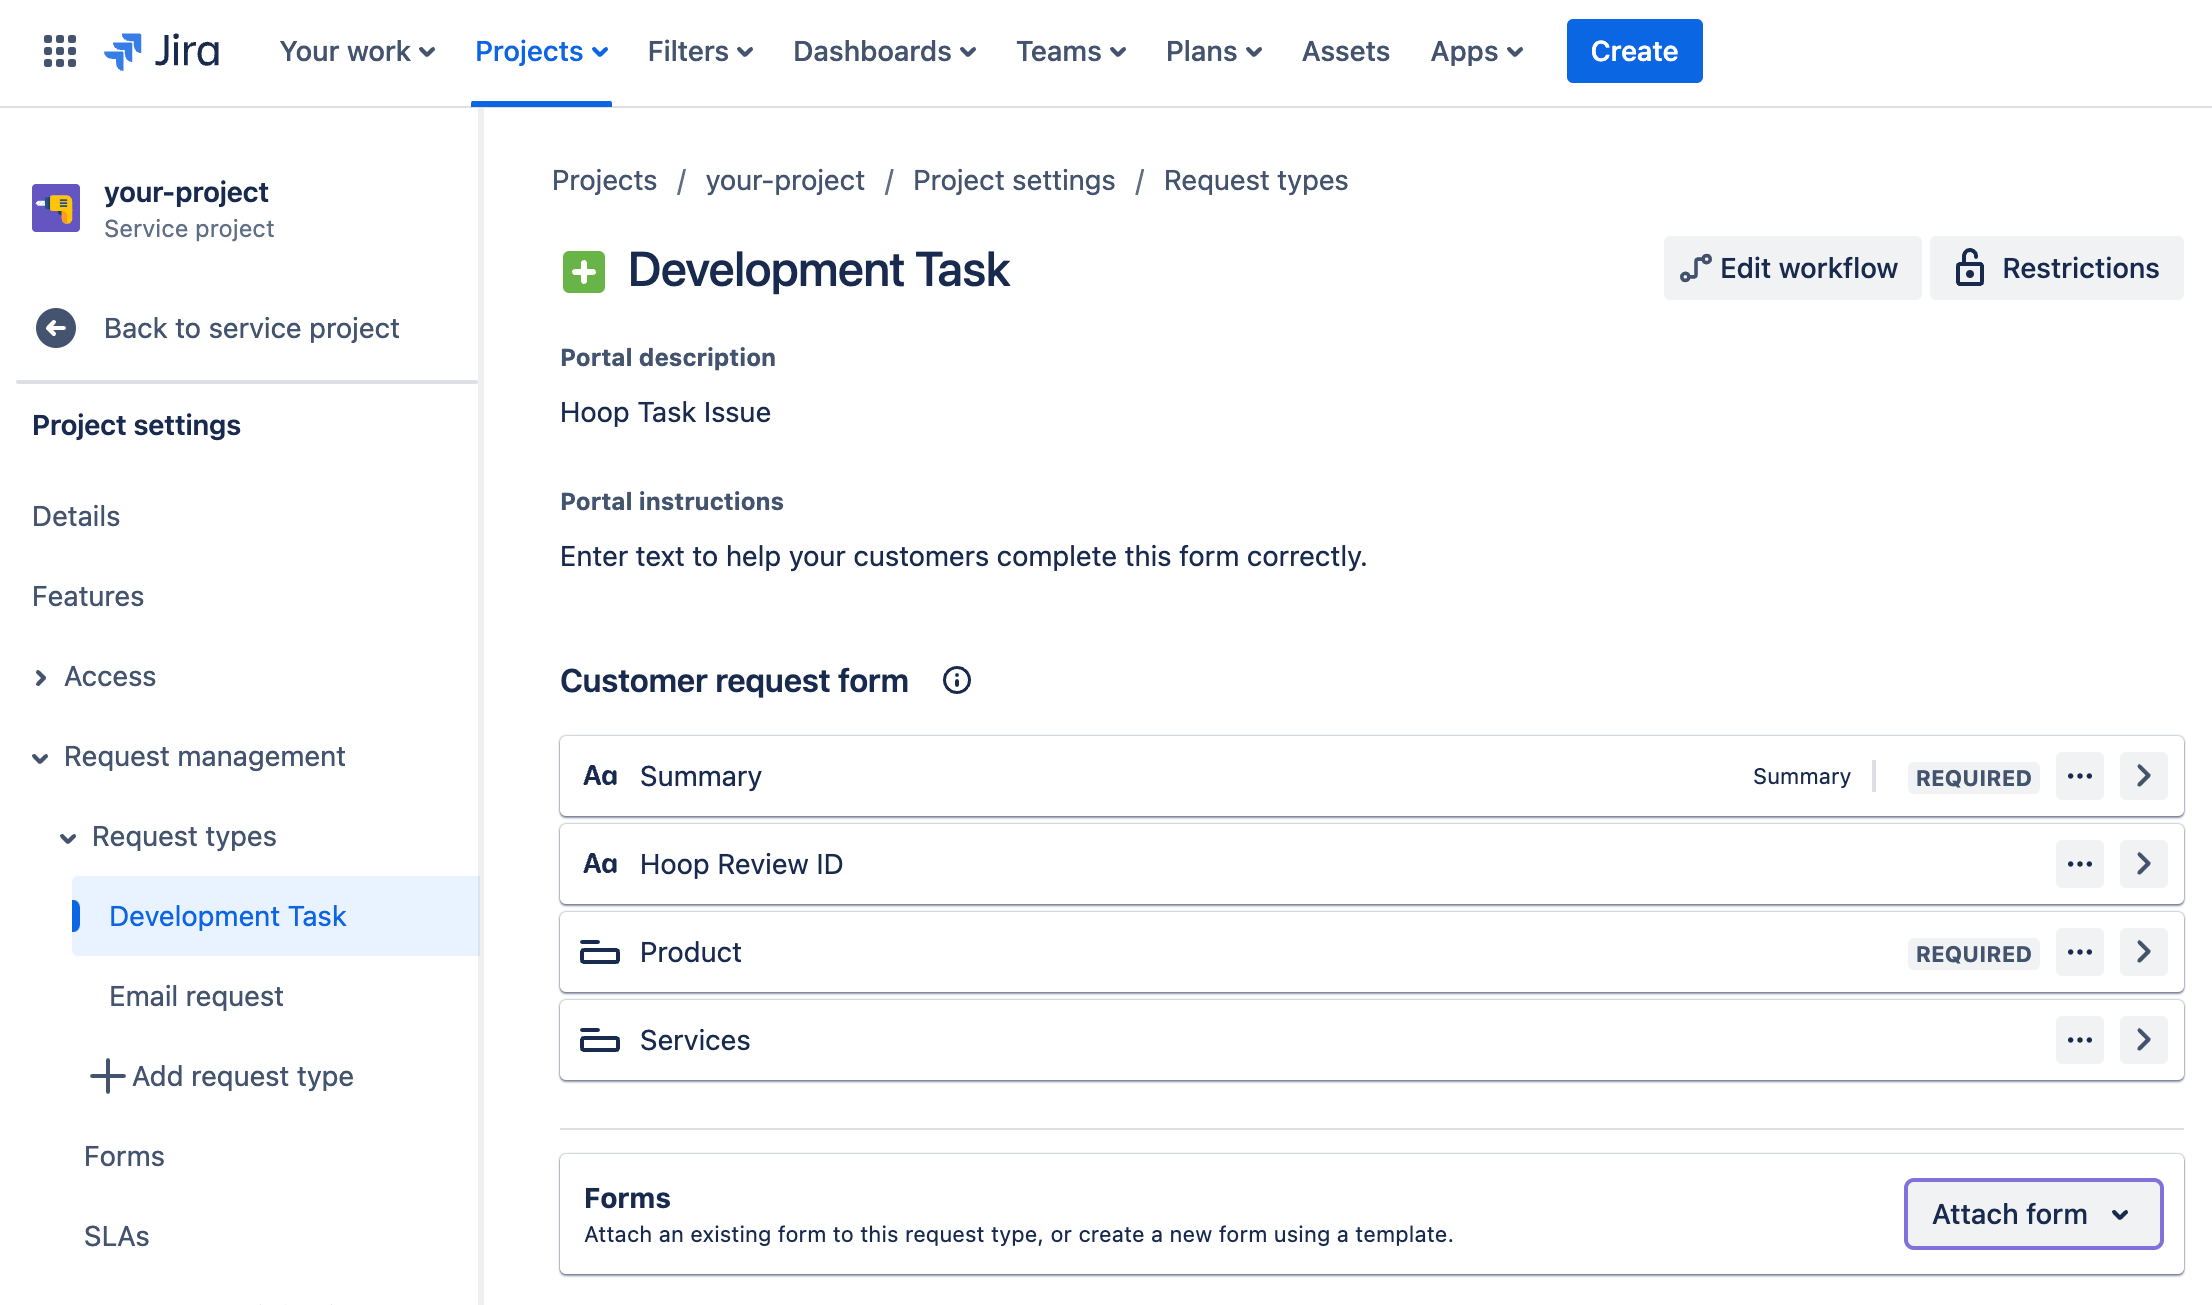 Jira Your work Projects Filters Dashboards Teams Plans Assets Apps Create
your-project
Service project
Back to service project
Project settings
Details
Features
Access
Request management
Request types
Development Task
Email request
Add request type
Forms
SLAs
Projects / your-project / Project settings / Request types
Development Task
Edit workflow Restrictions
Portal description
Hoop Task Issue
Portal instructions
Enter text to help your customers complete this form correctly.
Customer request form
Aa Summary Summary REQUIRED
Aa Hoop Review ID
Product REQUIRED
Services
Forms
Attach an existing form to this request type, or create a new form using a template.
Attach form